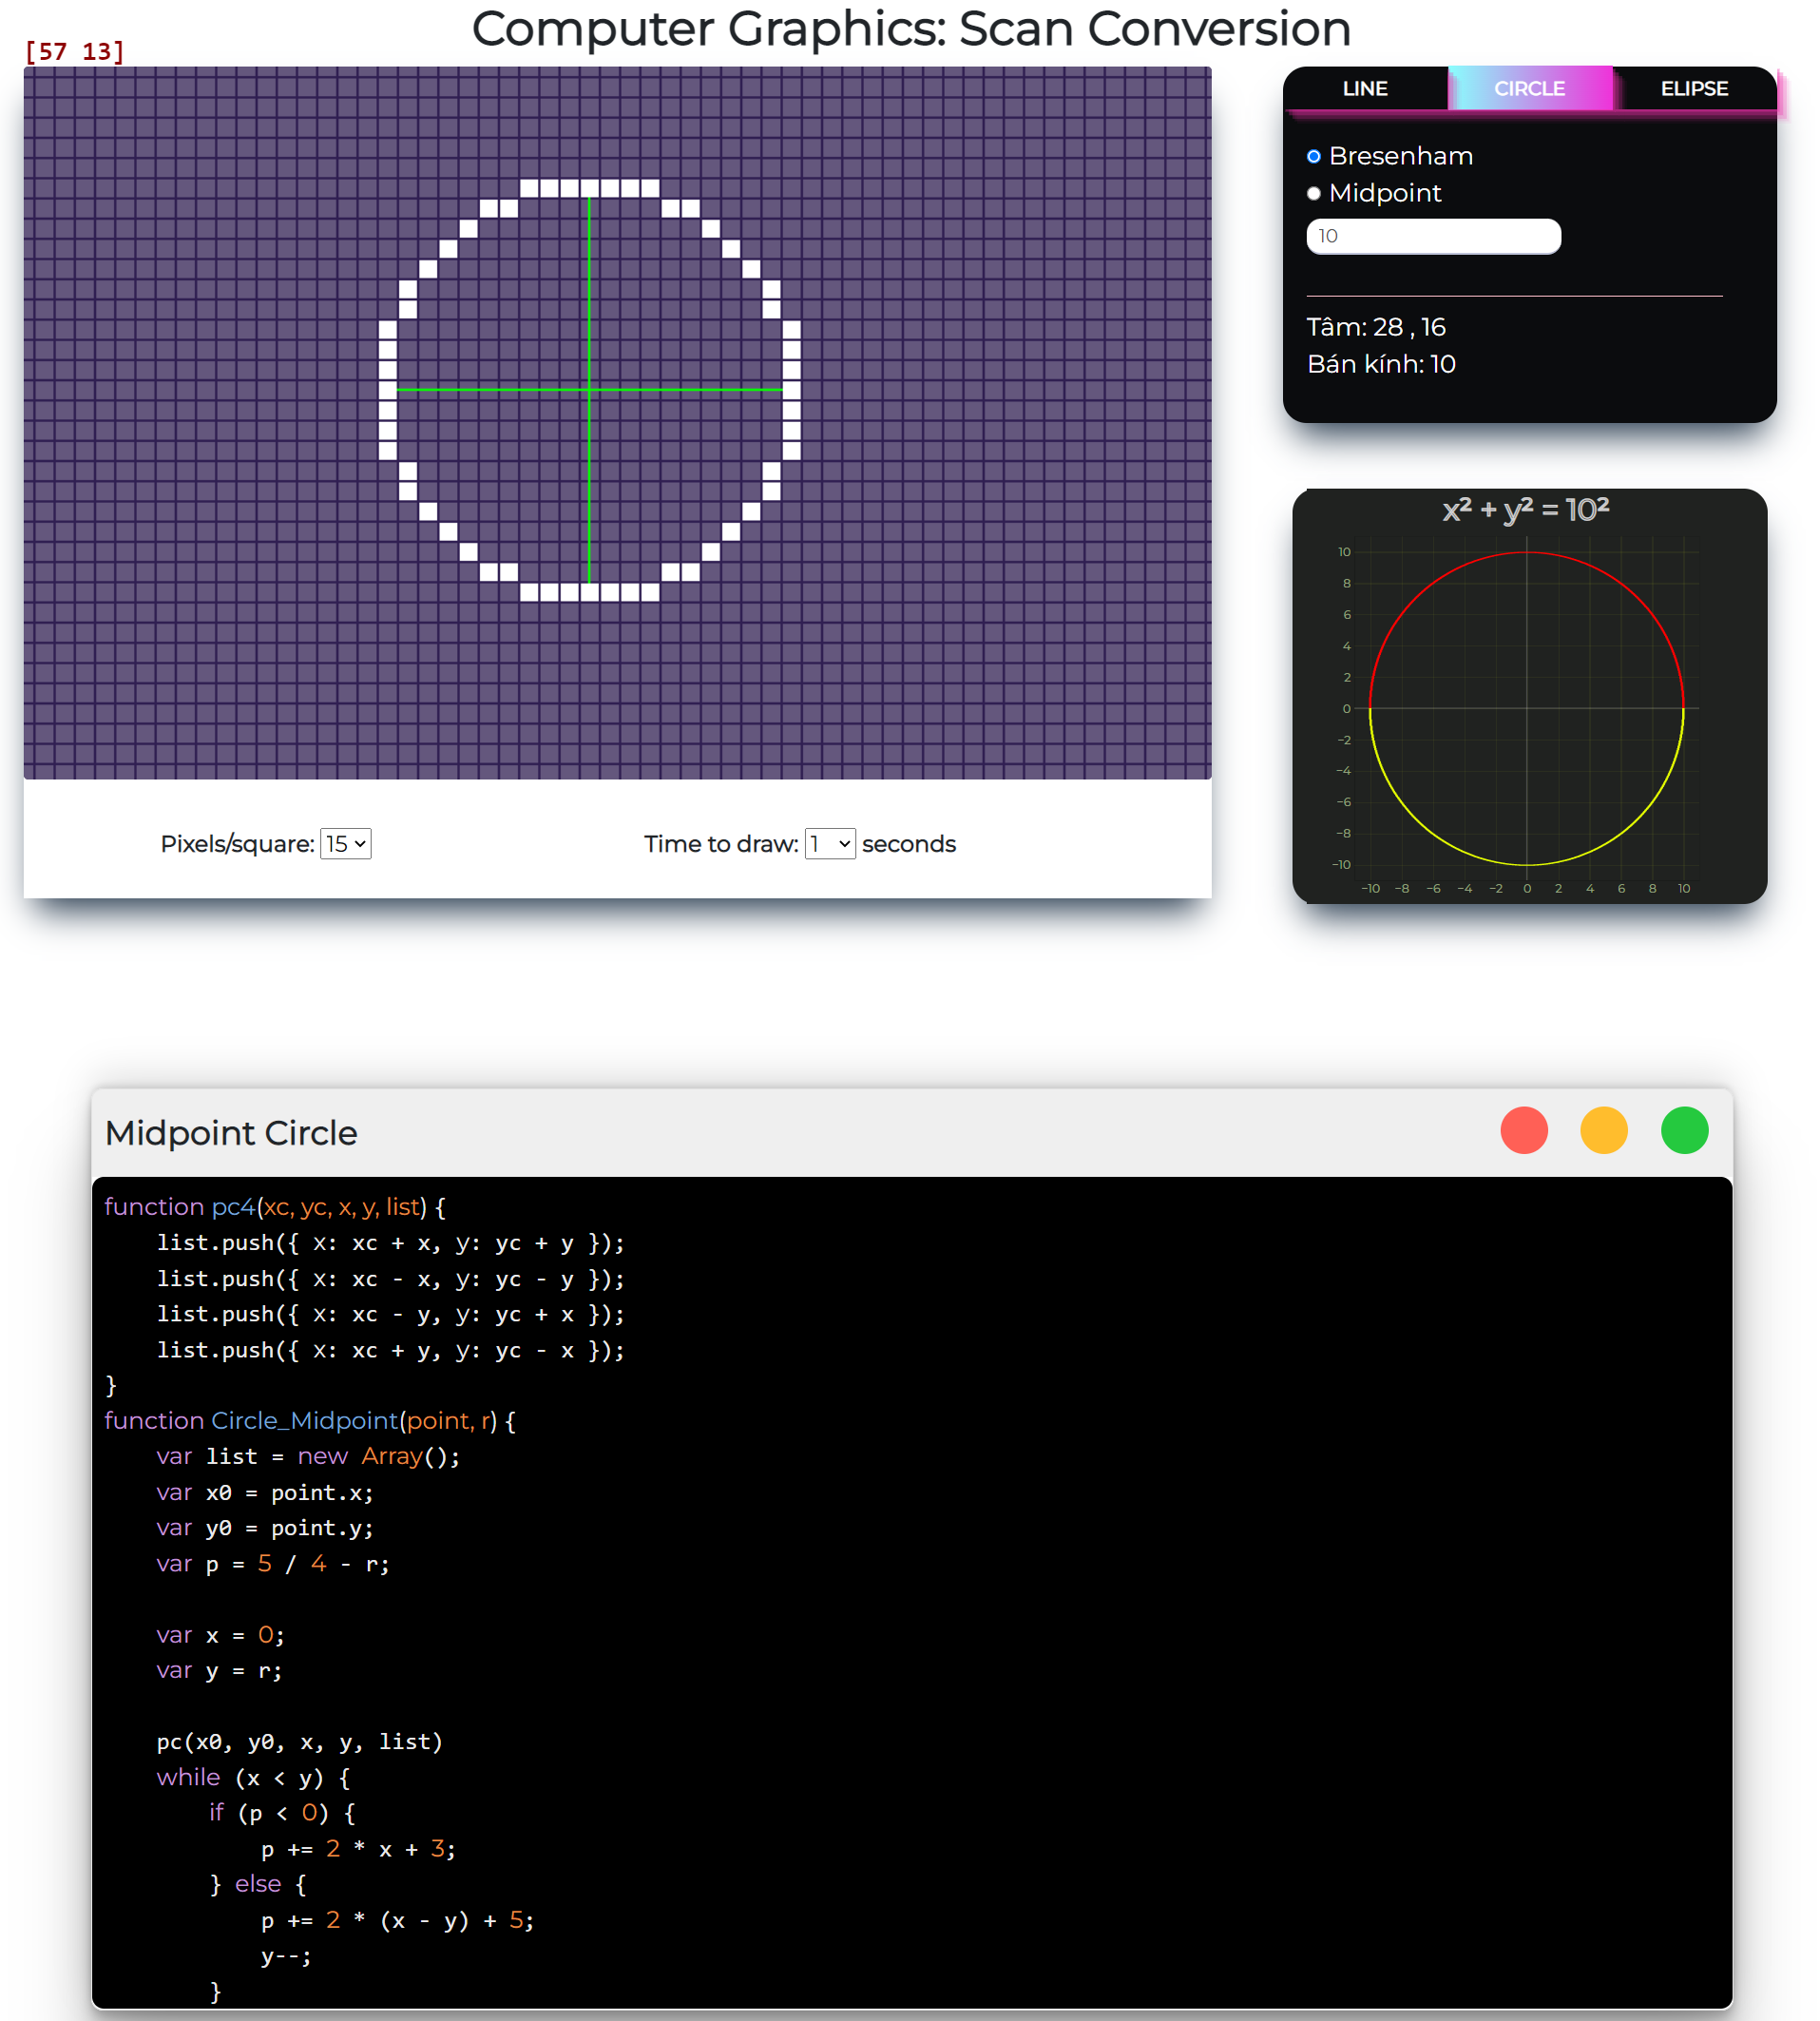 Computer Graphics: Scan Conversion
[57 13]
LINE CIRCLE ELIPSE
Bresenham
Midpoint
10
Tâm: 28 , 16
Bán kính: 10
x² + y² = 10²
10
8
6
4
2
0
−2
−4
−6
−8
−10
−10 −8 −6 −4 −2 0 2 4 6 8 10
Pixels/square: 15 Time to draw: 1 seconds
Midpoint Circle
function pc4(xc, yc, x, y, list) {
    list.push({ x: xc + x, y: yc + y });
    list.push({ x: xc - x, y: yc - y });
    list.push({ x: xc - y, y: yc + x });
    list.push({ x: xc + y, y: yc - x });
}
function Circle_Midpoint(point, r) {
    var list = new Array();
    var x0 = point.x;
    var y0 = point.y;
    var p = 5 / 4 - r;
    var x = 0;
    var y = r;
    pc(x0, y0, x, y, list)
    while (x < y) {
        if (p < 0) {
            p += 2 * x + 3;
        } else {
            p += 2 * (x - y) + 5;
            y--;
        }